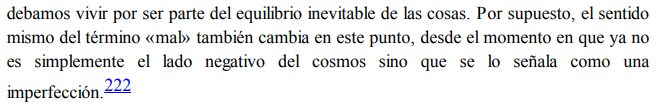 debamos vivir por ser parte del equilibrio inevitable de las cosas. Por supuesto, el sentido
mismo del término «mal» también cambia en este punto, desde el momento en que ya no
es simplemente el lado negativo del cosmos sino que se lo señala como una
imperfección.222